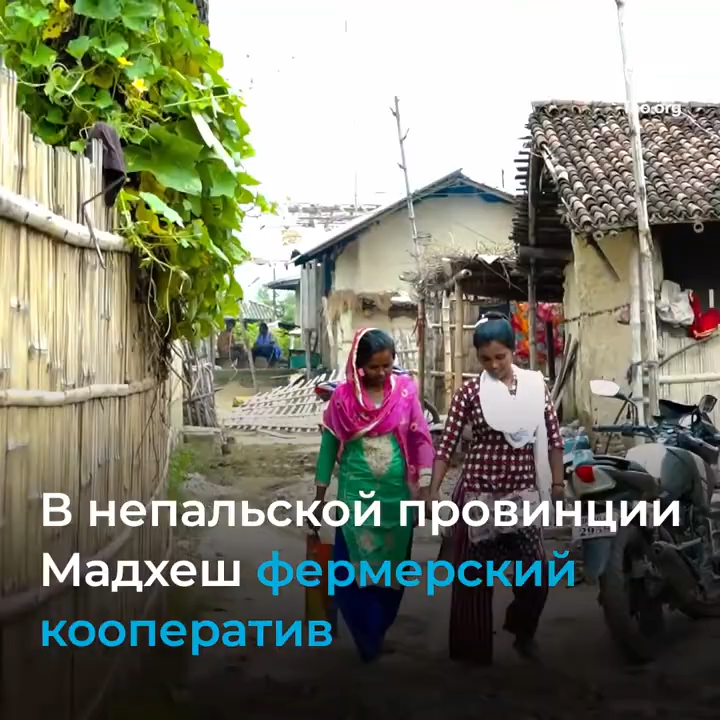 В непальской провинции
Мадхеш фермерский
кооператив